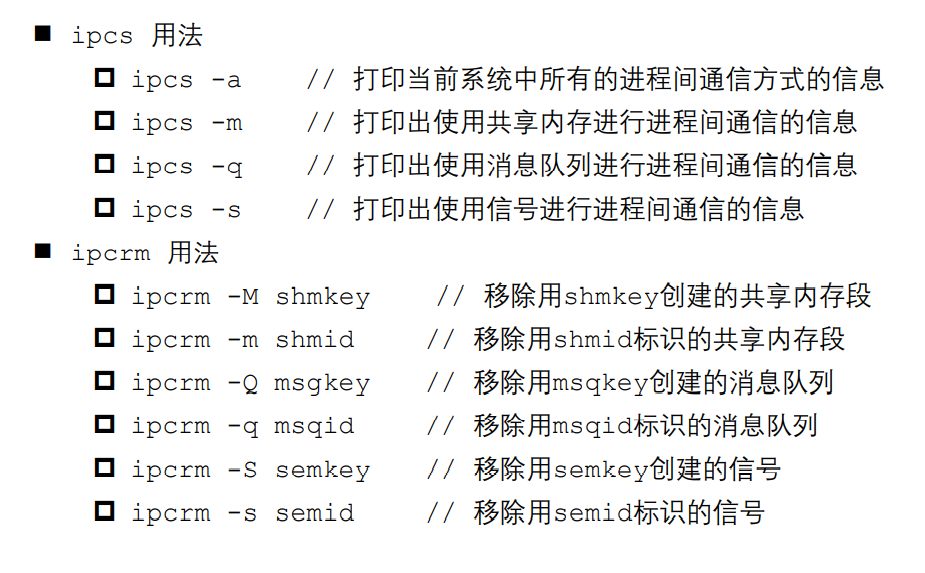 ■ ipcs 用法
ipcs -a // 打印当前系统中所有的进程间通信方式的信息
ipcs -m // 打印出使用共享内存进行进程间通信的信息
ipcs -q // 打印出使用消息队列进行进程间通信的信息
ipcs -s // 打印出使用信号进行进程间通信的信息
■ ipcrm 用法
ipcrm -M shmkey // 移除用shmkey创建的共享内存段
ipcrm -m shmid // 移除用shmid标识的共享内存段
ipcrm -Q msgkey // 移除用msqkey创建的消息队列
ipcrm -q msqid // 移除用msqid标识的消息队列
ipcrm -S semkey // 移除用semkey创建的信号
ipcrm -s semid // 移除用semid标识的信号